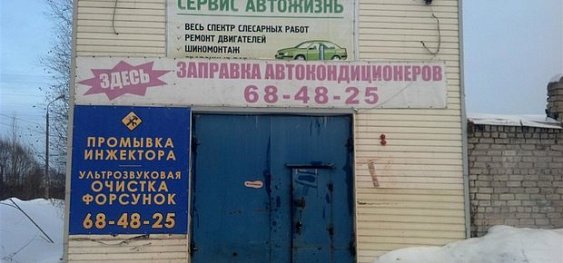 СЕРВИС АВТОЖИЗНЬ
• ВЕСЬ СПЕКТР СЛЕСАРНЫХ РАБОТ
• РЕМОНТ ДВИГАТЕЛЕЙ
• ШИНОМОНТАЖ
ЗДЕСЬ
ЗАПРАВКА АВТОКОНДИЦИОНЕРОВ
68-48-25
ПРОМЫВКА
ИНЖЕКТОРА
УЛЬТРОЗВУКОВАЯ
ОЧИСТКА
ФОРСУНОК
68-48-25